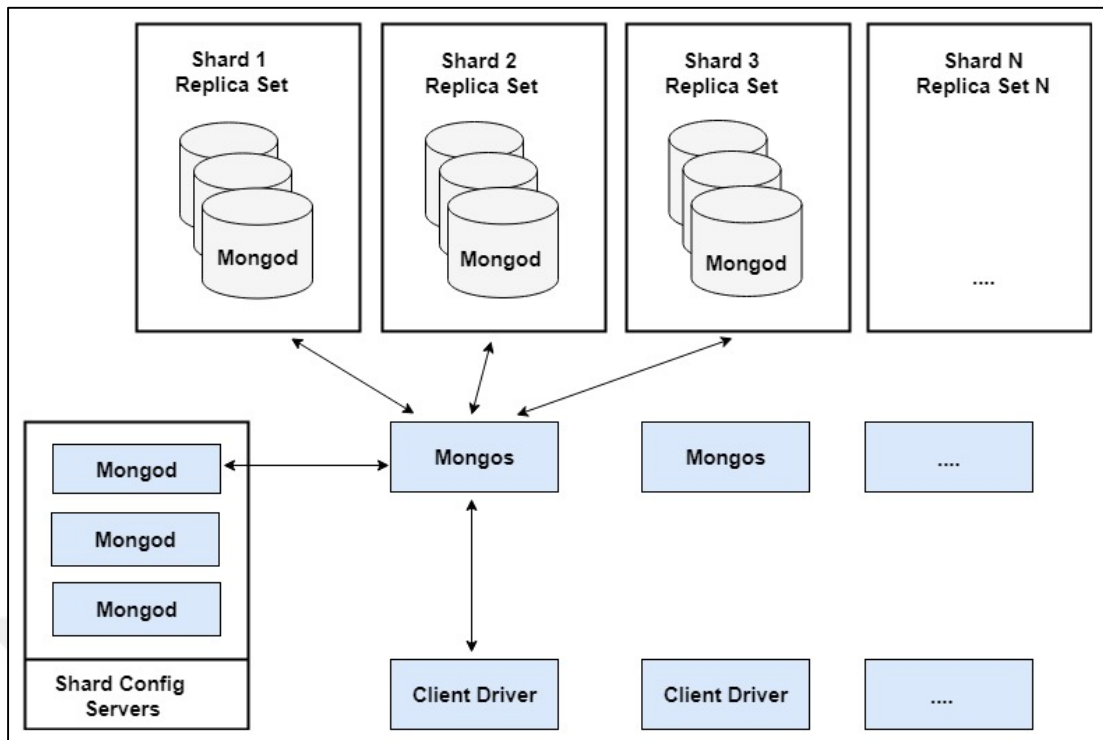 Shard 1
Replica Set
Shard 2
Replica Set
Shard 3
Replica Set
Shard N
Replica Set N
Mongod
Mongod
Mongod
....
Mongod
Mongos
Mongos
....
Mongod
Mongod
Shard Config
Servers
Client Driver
Client Driver
....